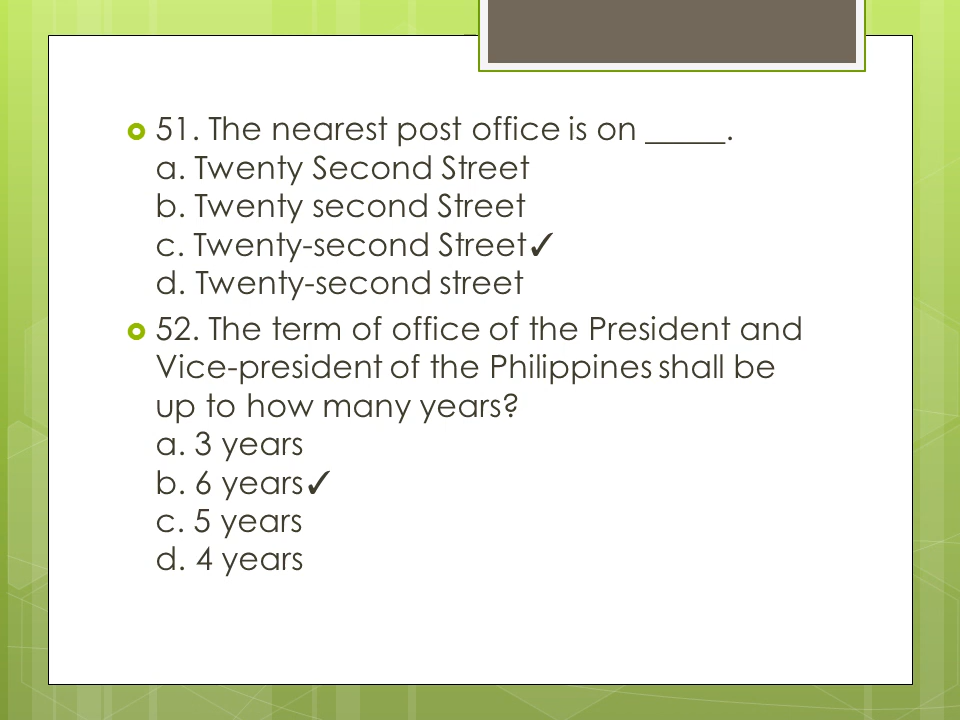 51. The nearest post office is on _____.
a. Twenty Second Street
b. Twenty second Street
c. Twenty-second Street✓
d. Twenty-second street
52. The term of office of the President and
Vice-president of the Philippines shall be
up to how many years?
a. 3 years
b. 6 years✓
c. 5 years
d. 4 years